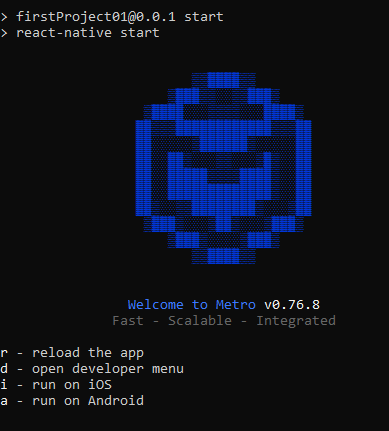 > firstProject01@0.0.1 start
> react-native start
Welcome to Metro v0.76.8
Fast - Scalable - Integrated
r - reload the app
d - open developer menu
i - run on iOS
a - run on Android